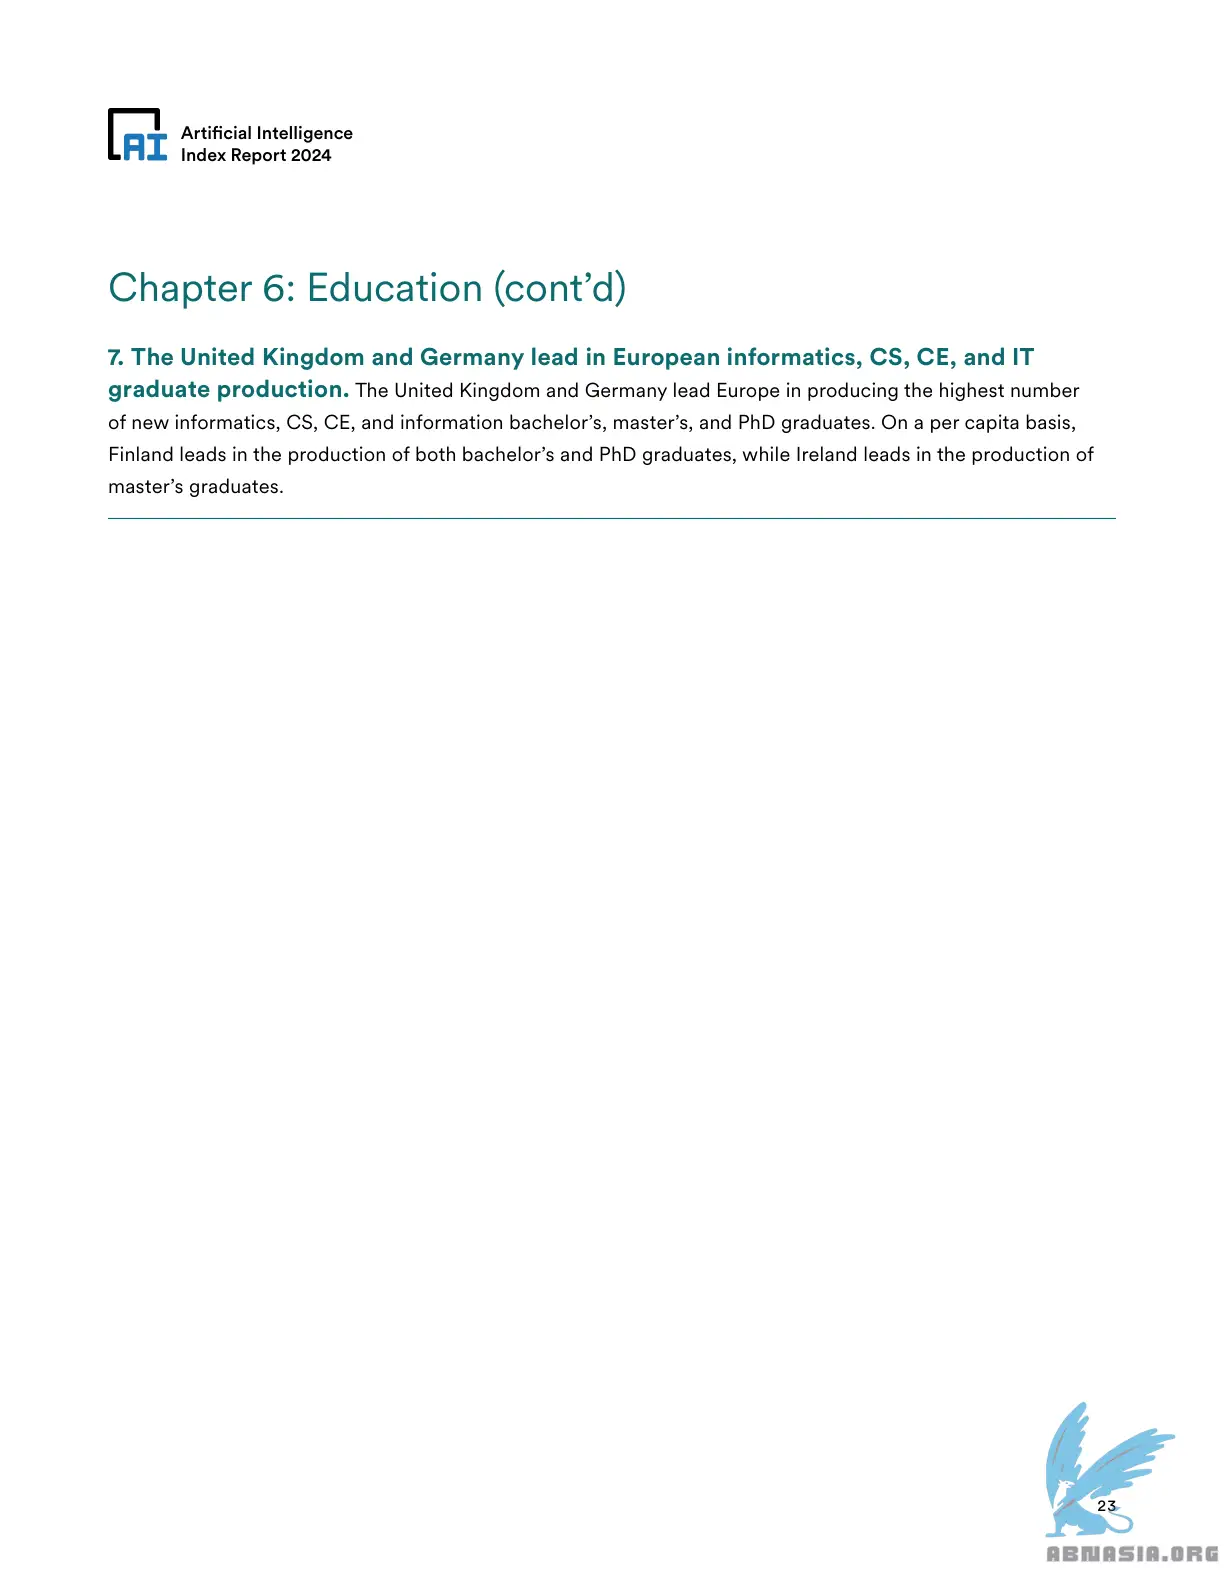 AI
Artificial Intelligence
Index Report 2024
Chapter 6: Education (cont’d)
7. The United Kingdom and Germany lead in European informatics, CS, CE, and IT
graduate production. The United Kingdom and Germany lead Europe in producing the highest number
of new informatics, CS, CE, and information bachelor’s, master’s, and PhD graduates. On a per capita basis,
Finland leads in the production of both bachelor’s and PhD graduates, while Ireland leads in the production of
master’s graduates.
23
ABNASIA.ORG